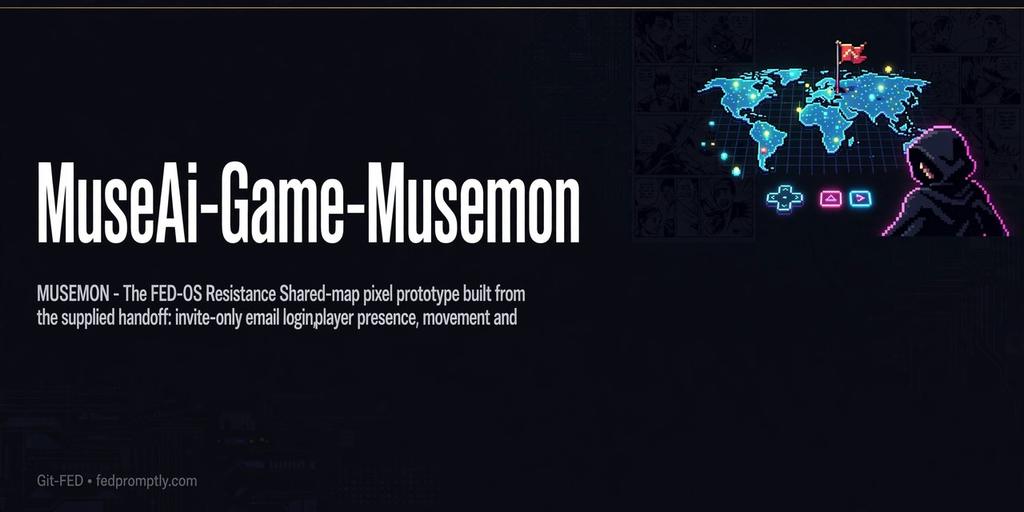 MuseAi-Game-Musemon
MUSEMON - The FED-OS Resistance Shared-map pixel prototype built from
the supplied handoff: invite-only email login,player presence, movement and
Git-FED • fedpromptly.com